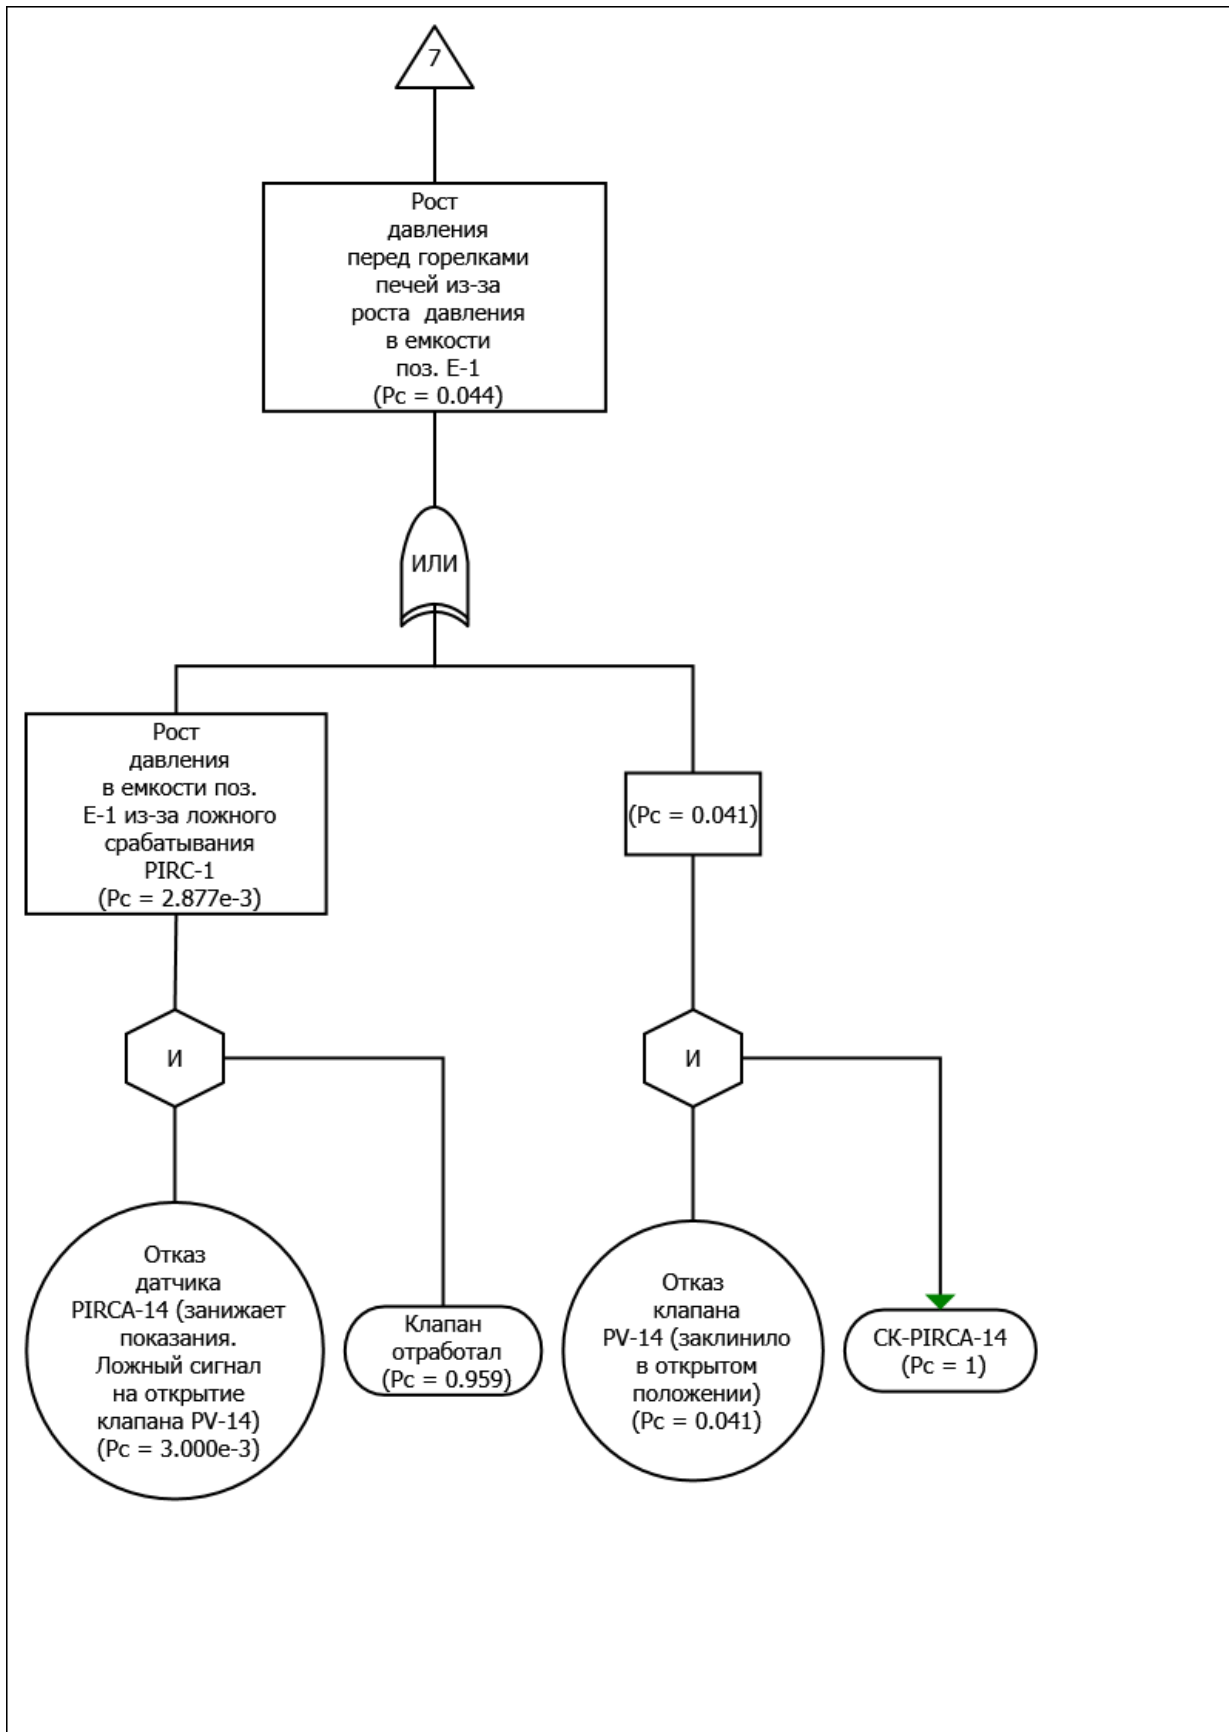 7
Рост
давления
перед горелками
печей из-за
роста  давления
в емкости
поз. Е-1
(Pc = 0.044)
ИЛИ
Рост
давления
в емкости поз.
Е-1 из-за ложного
срабатывания
PIRC-1
(Pc = 2.877e-3)
(Pc = 0.041)
И
И
Отказ
датчика
PIRCA-14 (занижает
показания.
Ложный сигнал
на открытие
клапана PV-14)
(Pc = 3.000e-3)
Клапан
отработал
(Pc = 0.959)
Отказ
клапана
PV-14 (заклинило
в открытом
положении)
(Pc = 0.041)
СК-PIRCA-14
(Pc = 1)